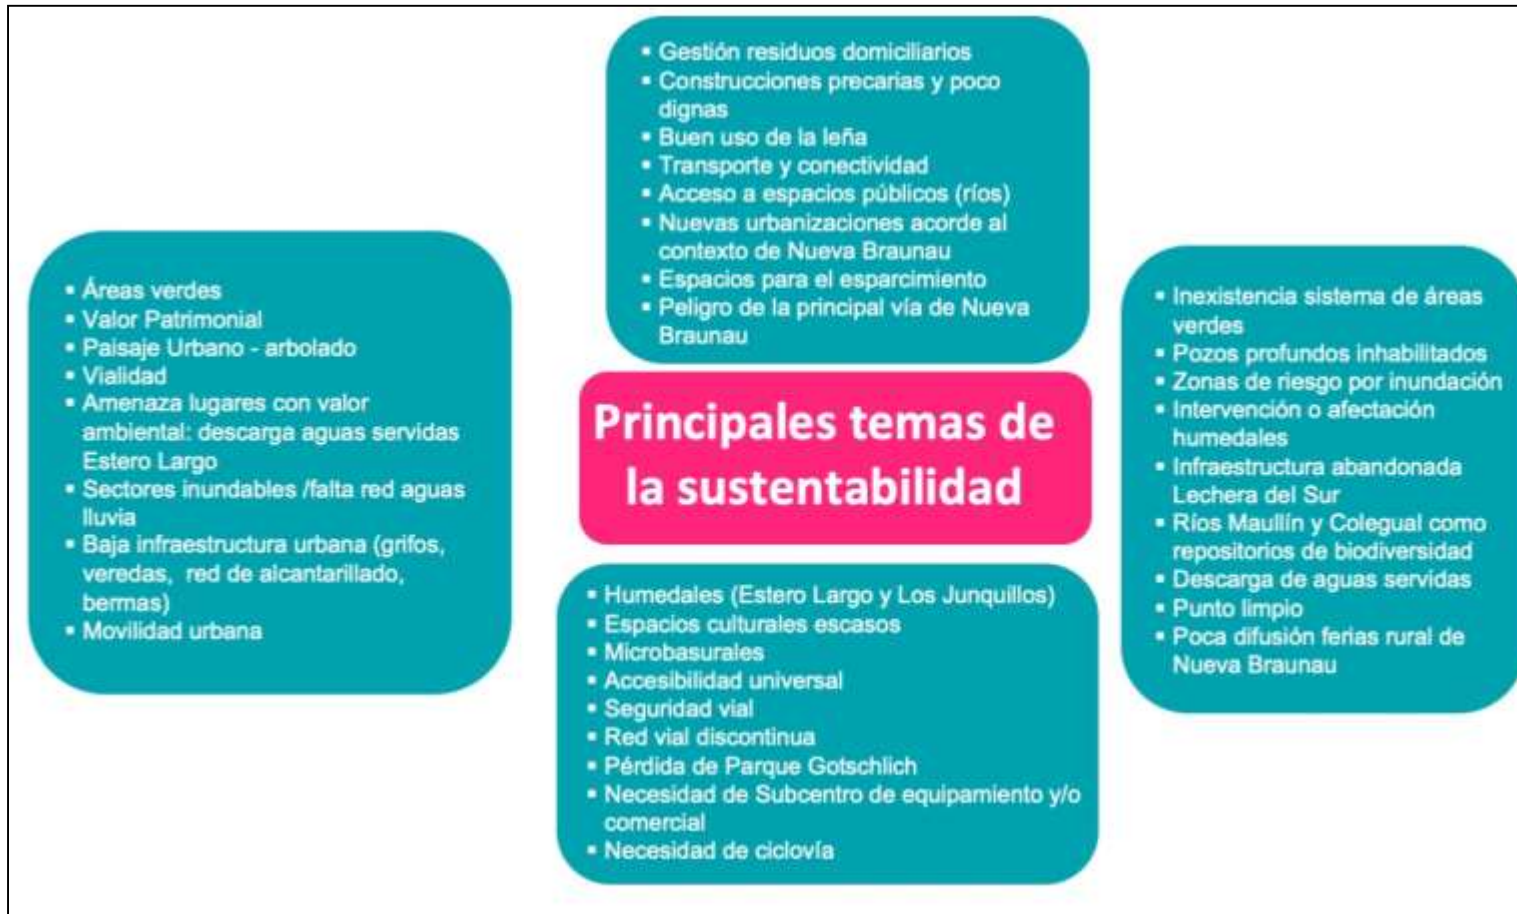 ▪ Gestión residuos domiciliarios
▪ Construcciones precarias y poco
dignas
▪ Buen uso de la leña
▪ Transporte y conectividad
▪ Acceso a espacios públicos (ríos)
▪ Nuevas urbanizaciones acorde al
contexto de Nueva Braunau
▪ Espacios para el esparcimiento
▪ Peligro de la principal vía de Nueva
Braunau
▪ Áreas verdes
▪ Valor Patrimonial
▪ Paisaje Urbano - arbolado
▪ Vialidad
▪ Amenaza lugares con valor
ambiental: descarga aguas servidas
Estero Largo
▪ Sectores inundables /falta red aguas
lluvia
▪ Baja infraestructura urbana (grifos,
veredas, red de alcantarillado,
bermas)
▪ Movilidad urbana
Principales temas de
la sustentabilidad
▪ Inexistencia sistema de áreas
verdes
▪ Pozos profundos inhabilitados
▪ Zonas de riesgo por inundación
▪ Intervención o afectación
humedales
▪ Infraestructura abandonada
Lechera del Sur
▪ Ríos Maullín y Colegual como
repositorios de biodiversidad
▪ Descarga de aguas servidas
▪ Punto limpio
▪ Poca difusión ferias rural de
Nueva Braunau
▪ Humedales (Estero Largo y Los Junquillos)
▪ Espacios culturales escasos
▪ Microbasurales
▪ Accesibilidad universal
▪ Seguridad vial
▪ Red vial discontinua
▪ Pérdida de Parque Gotschlich
▪ Necesidad de Subcentro de equipamiento y/o
comercial
▪ Necesidad de ciclovía